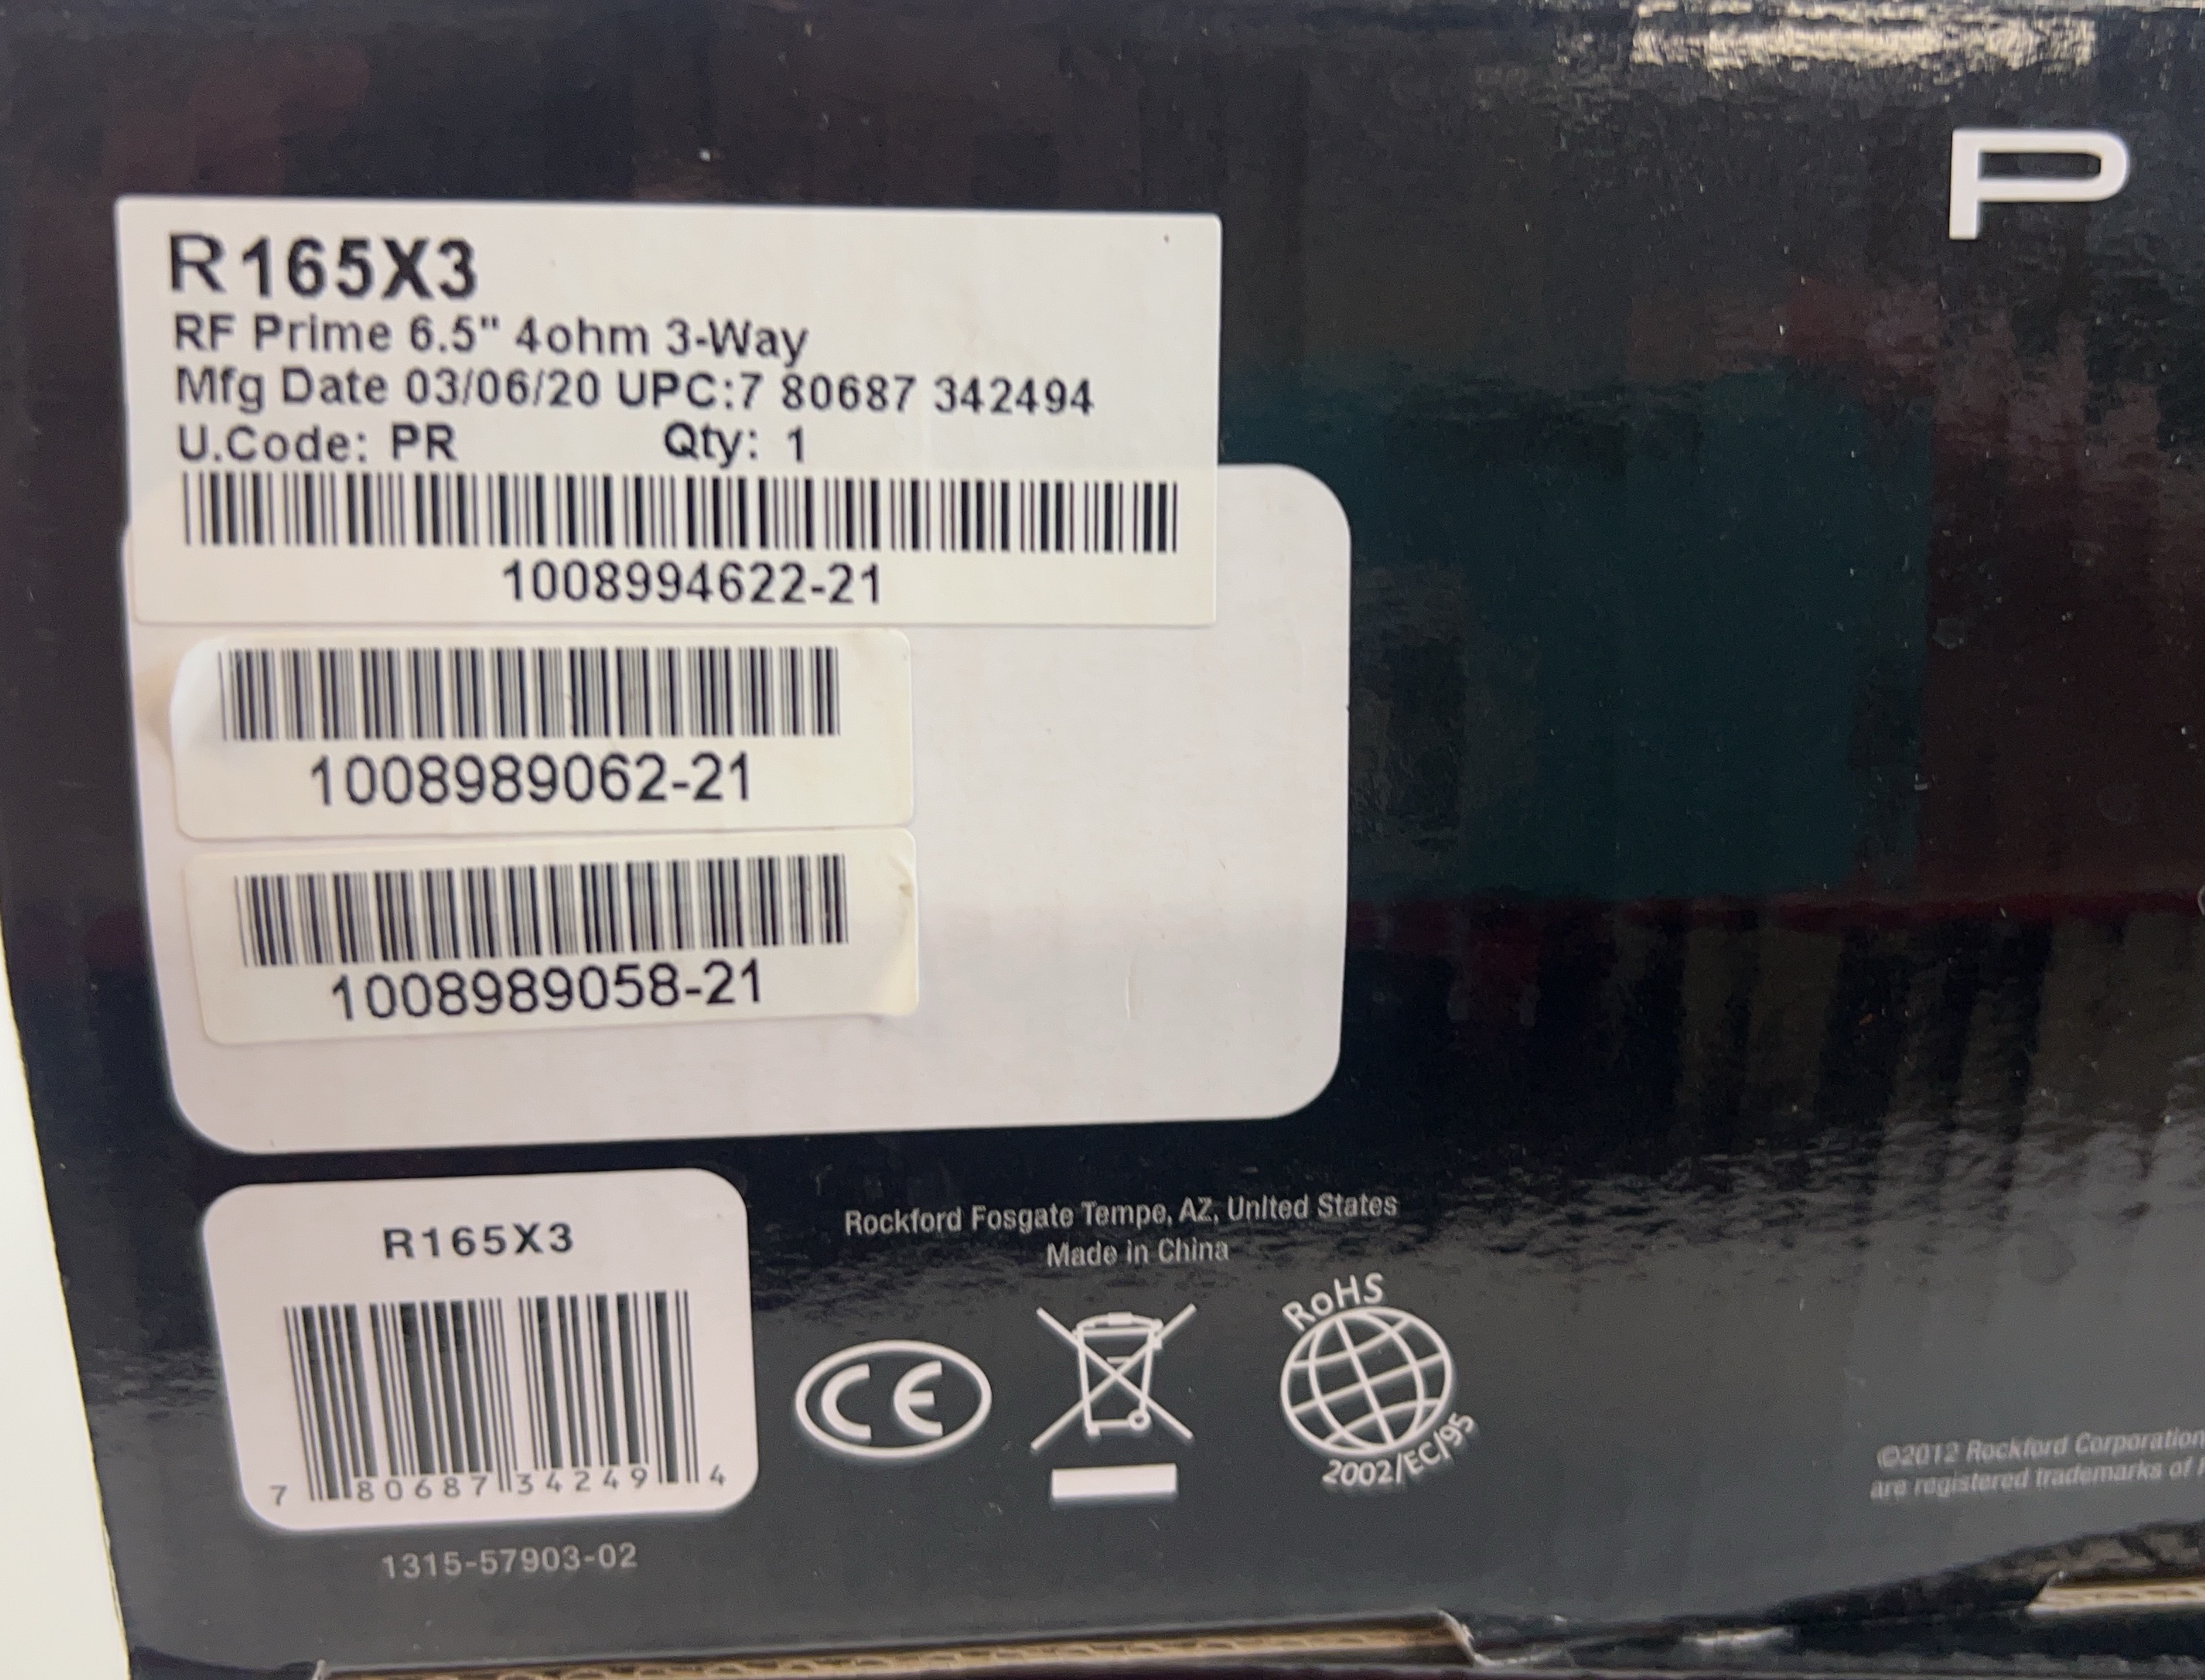 P
R165X3
RF Prime 6.5" 4ohm 3-Way
Mfg Date 03/06/20 UPC:7 80687 342494
U.Code: PR Qty: 1
1008994622-21
1008989062-21
1008989058-21
R165X3
7 80687 34249 4
1315-57903-02
Rockford Fosgate Tempe, AZ, United States
Made in China
CE
RoHS
2002/EC/95
©2012 Rockford Corporation
are registered trademarks of